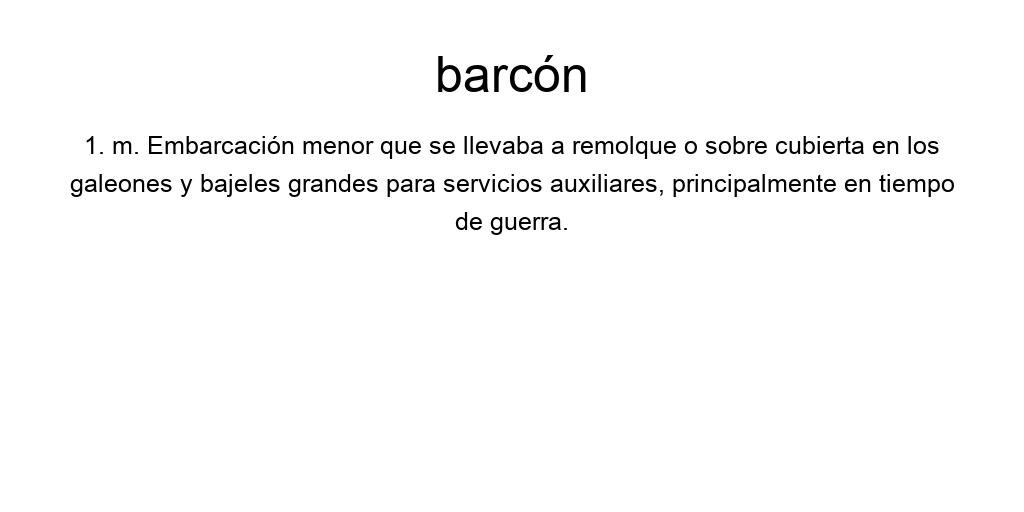 barcón
1. m. Embarcación menor que se llevaba a remolque o sobre cubierta en los
galeones y bajeles grandes para servicios auxiliares, principalmente en tiempo
de guerra.